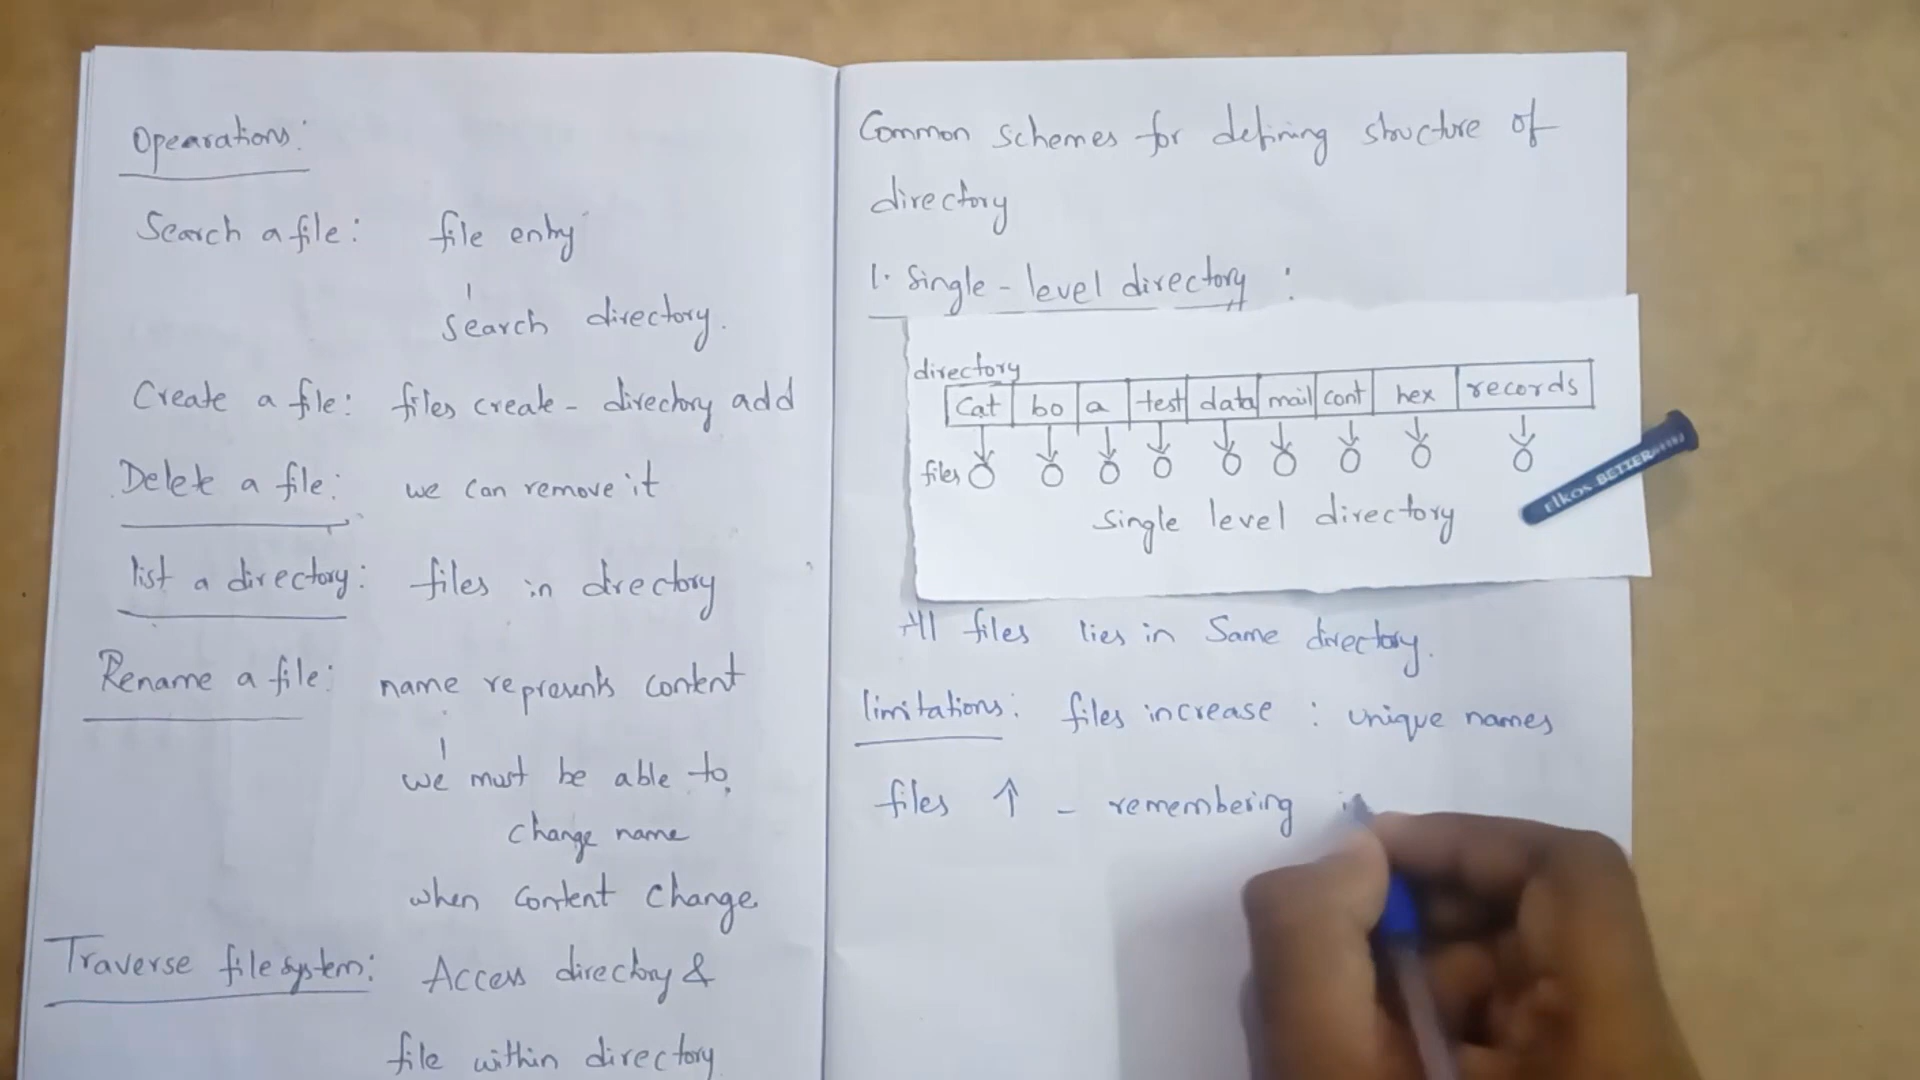 Opearations:
Search a file: file entry
search directory.
Create a file: files create - directory add
Delete a file: we can remove it
list a directory: files in directory
Rename a file: name represents content
we must be able to
change name
when content change
Traverse file system: Access directory &
file within directory
Common schemes for defining structure of
directory
1. Single-level directory:
directory
Cat bo a test data mail cont hex records
files
Single level directory
All files lies in Same directory.
limitations: files increase : unique names
files ↑ - remembering
elkos BETTER